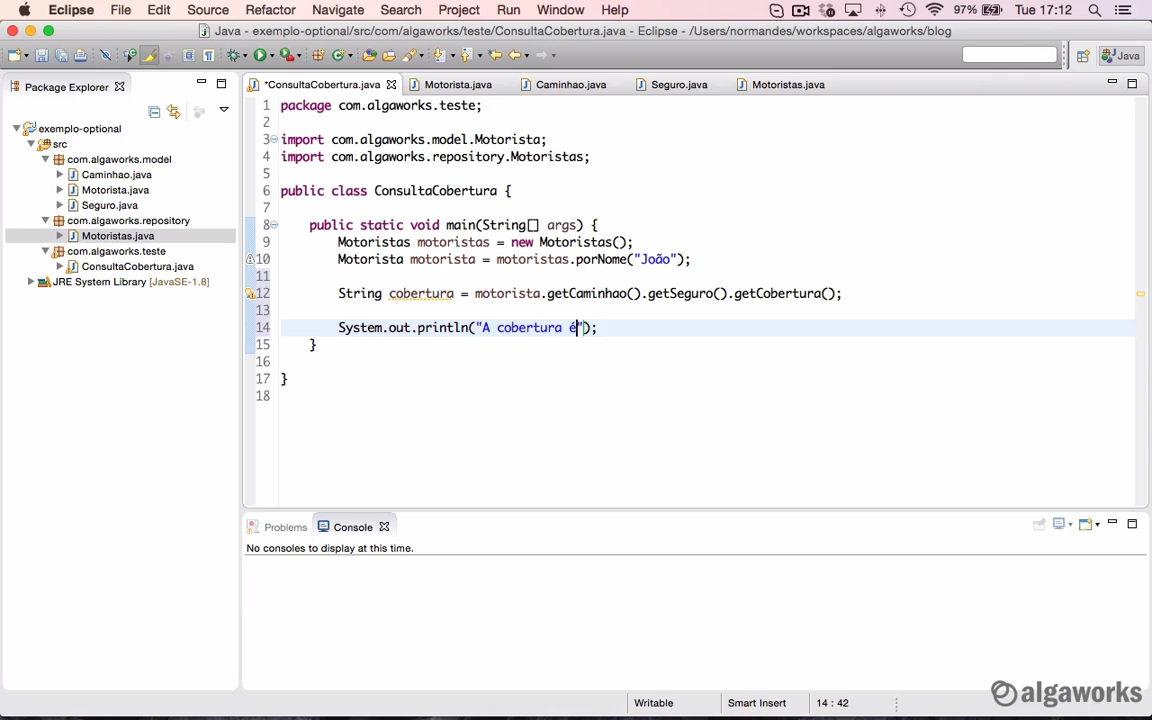 Eclipse File Edit Source Refactor Navigate Search Project Run Window Help 97% Tue 17:12
Java - exemplo-optional/src/com/algaworks/teste/ConsultaCobertura.java - Eclipse - /Users/normandes/workspaces/algaworks/blog
Java
Package Explorer
*ConsultaCobertura.java Motorista.java Caminhao.java Seguro.java Motoristas.java
exemplo-optional
src
com.algaworks.model
Caminhao.java
Motorista.java
Seguro.java
com.algaworks.repository
Motoristas.java
com.algaworks.teste
ConsultaCobertura.java
JRE System Library [JavaSE-1.8]
1 package com.algaworks.teste;
2
3 import com.algaworks.model.Motorista;
4 import com.algaworks.repository.Motoristas;
5
6 public class ConsultaCobertura {
7
8 public static void main(String[] args) {
9 Motoristas motoristas = new Motoristas();
10 Motorista motorista = motoristas.porNome("João");
11
12 String cobertura = motorista.getCaminhao().getSeguro().getCobertura();
13
14 System.out.println("A cobertura é");
15 }
16
17 }
18
Problems Console
No consoles to display at this time.
Writable Smart Insert 14 : 42
algaworks